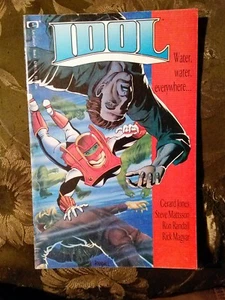 IDOL
Water,
water,
everywhere...
Gerard Jones
Steve Mattsson
Ron Randall
Rick Magyar